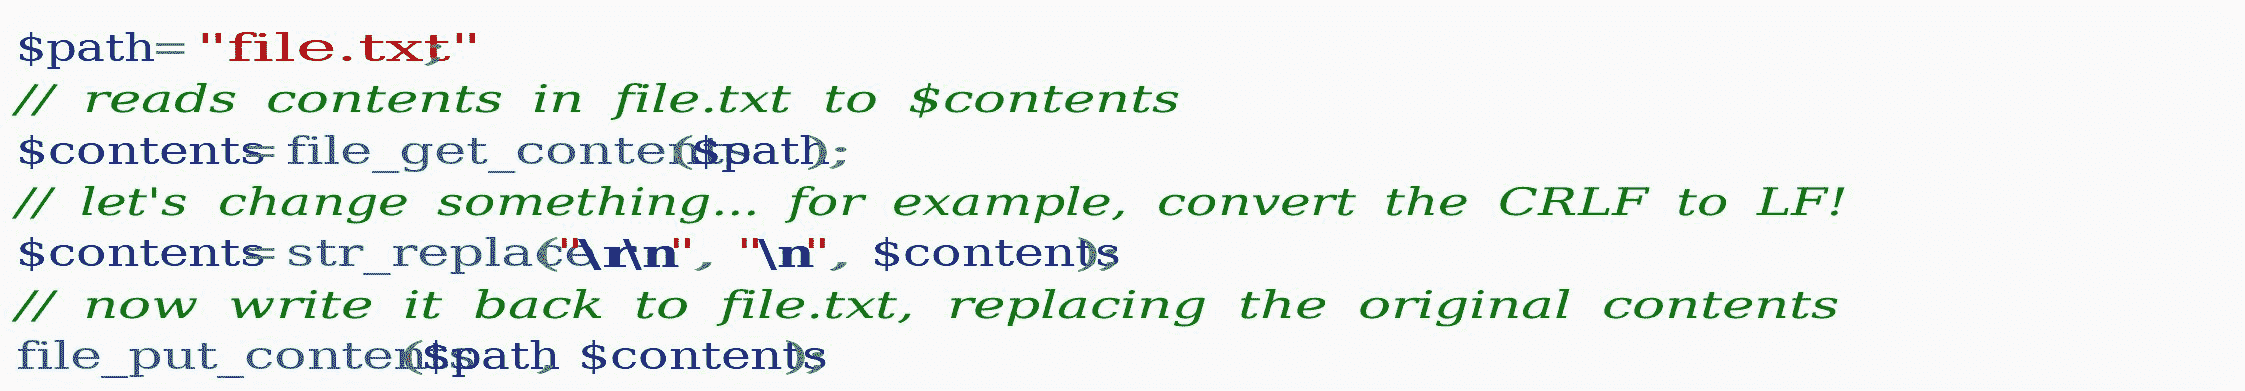 $path = "file.txt";
// reads contents in file.txt to $contents
$contents = file_get_contents($path);
// let's change something... for example, convert the CRLF to LF!
$contents = str_replace("\r\n", "\n", $contents);
// now write it back to file.txt, replacing the original contents
file_put_contents($path, $contents);